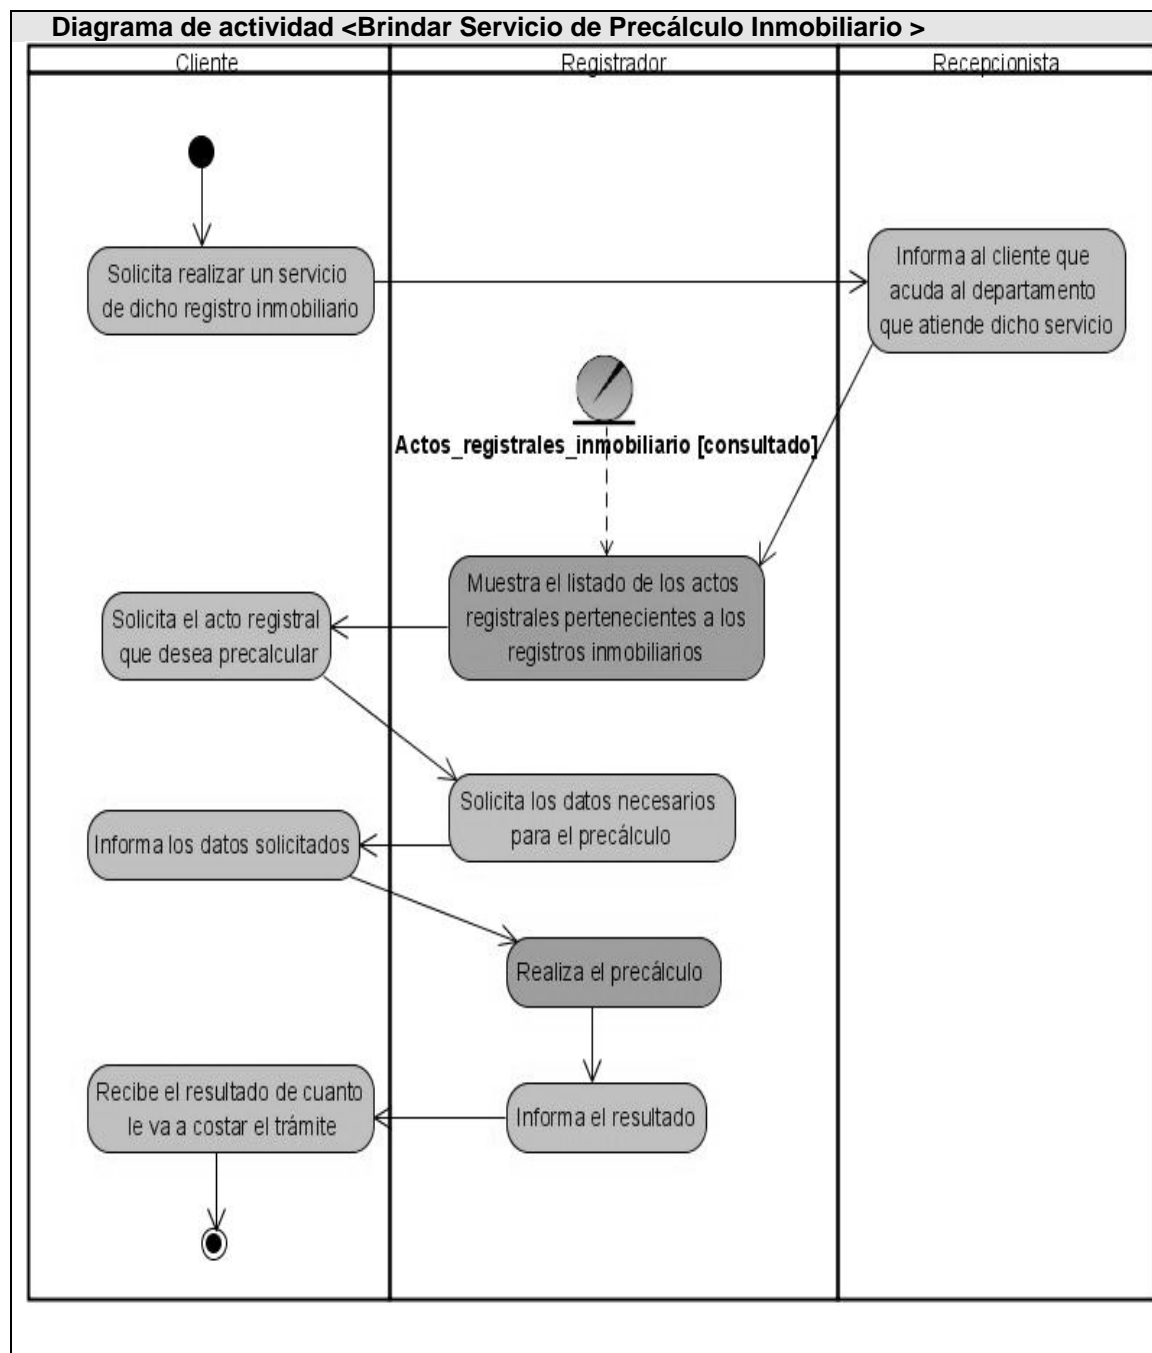 Diagrama de actividad <Brindar Servicio de Precálculo Inmobiliario >
Cliente
Registrador
Recepcionista
Solicita realizar un servicio
de dicho registro inmobiliario
Informa al cliente que
acuda al departamento
que atiende dicho servicio
Actos_registrales_inmobiliario [consultado]
Muestra el listado de los actos
registrales pertenecientes a los
registros inmobiliarios
Solicita el acto registral
que desea precalcular
Solicita los datos necesarios
para el precálculo
Informa los datos solicitados
Realiza el precálculo
Informa el resultado
Recibe el resultado de cuanto
le va a costar el trámite